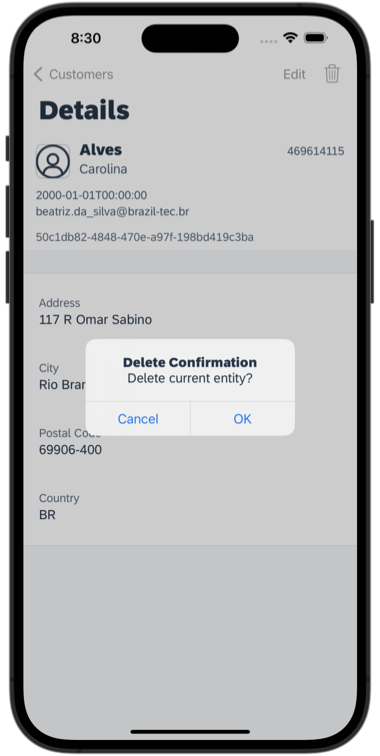 8:30
Customers
Edit
Details
Alves
469614115
Carolina
2000-01-01T00:00:00
beatriz.da_silva@brazil-tec.br
50c1db82-4848-470e-a97f-198bd419c3ba
Address
117 R Omar Sabino
Delete Confirmation
Delete current entity?
Cancel
OK
City
Rio
Postal
69906-400
Country
BR